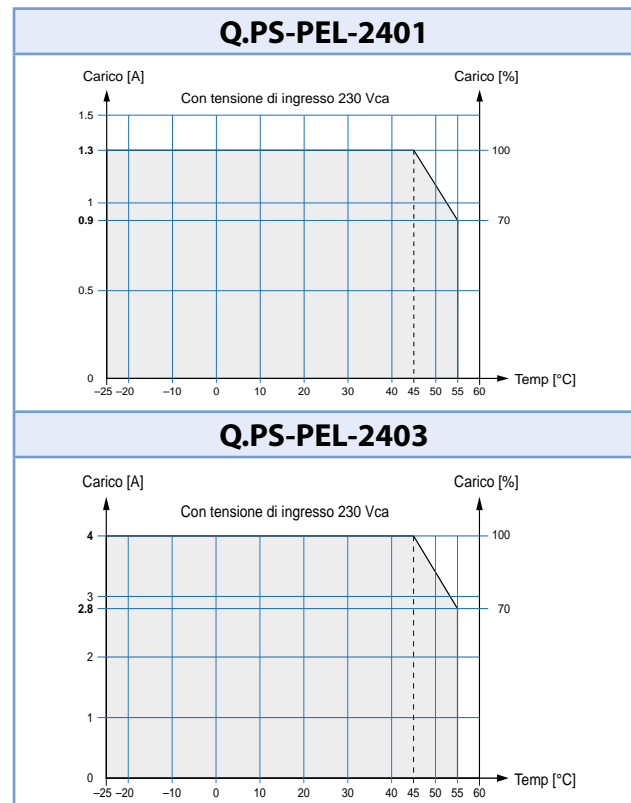 Q.PS-PEL-2401
Carico [A]
Carico [%]
Con tensione di ingresso 230 Vca
1.5
1.3
100
1
0.9
70
0.5
0
Temp [°C]
–25 –20 –10 0 10 20 30 40 45 50 55 60
Q.PS-PEL-2403
Carico [A]
Carico [%]
Con tensione di ingresso 230 Vca
4
100
3
2.8
70
2
1
0
Temp [°C]
–25 –20 –10 0 10 20 30 40 45 50 55 60